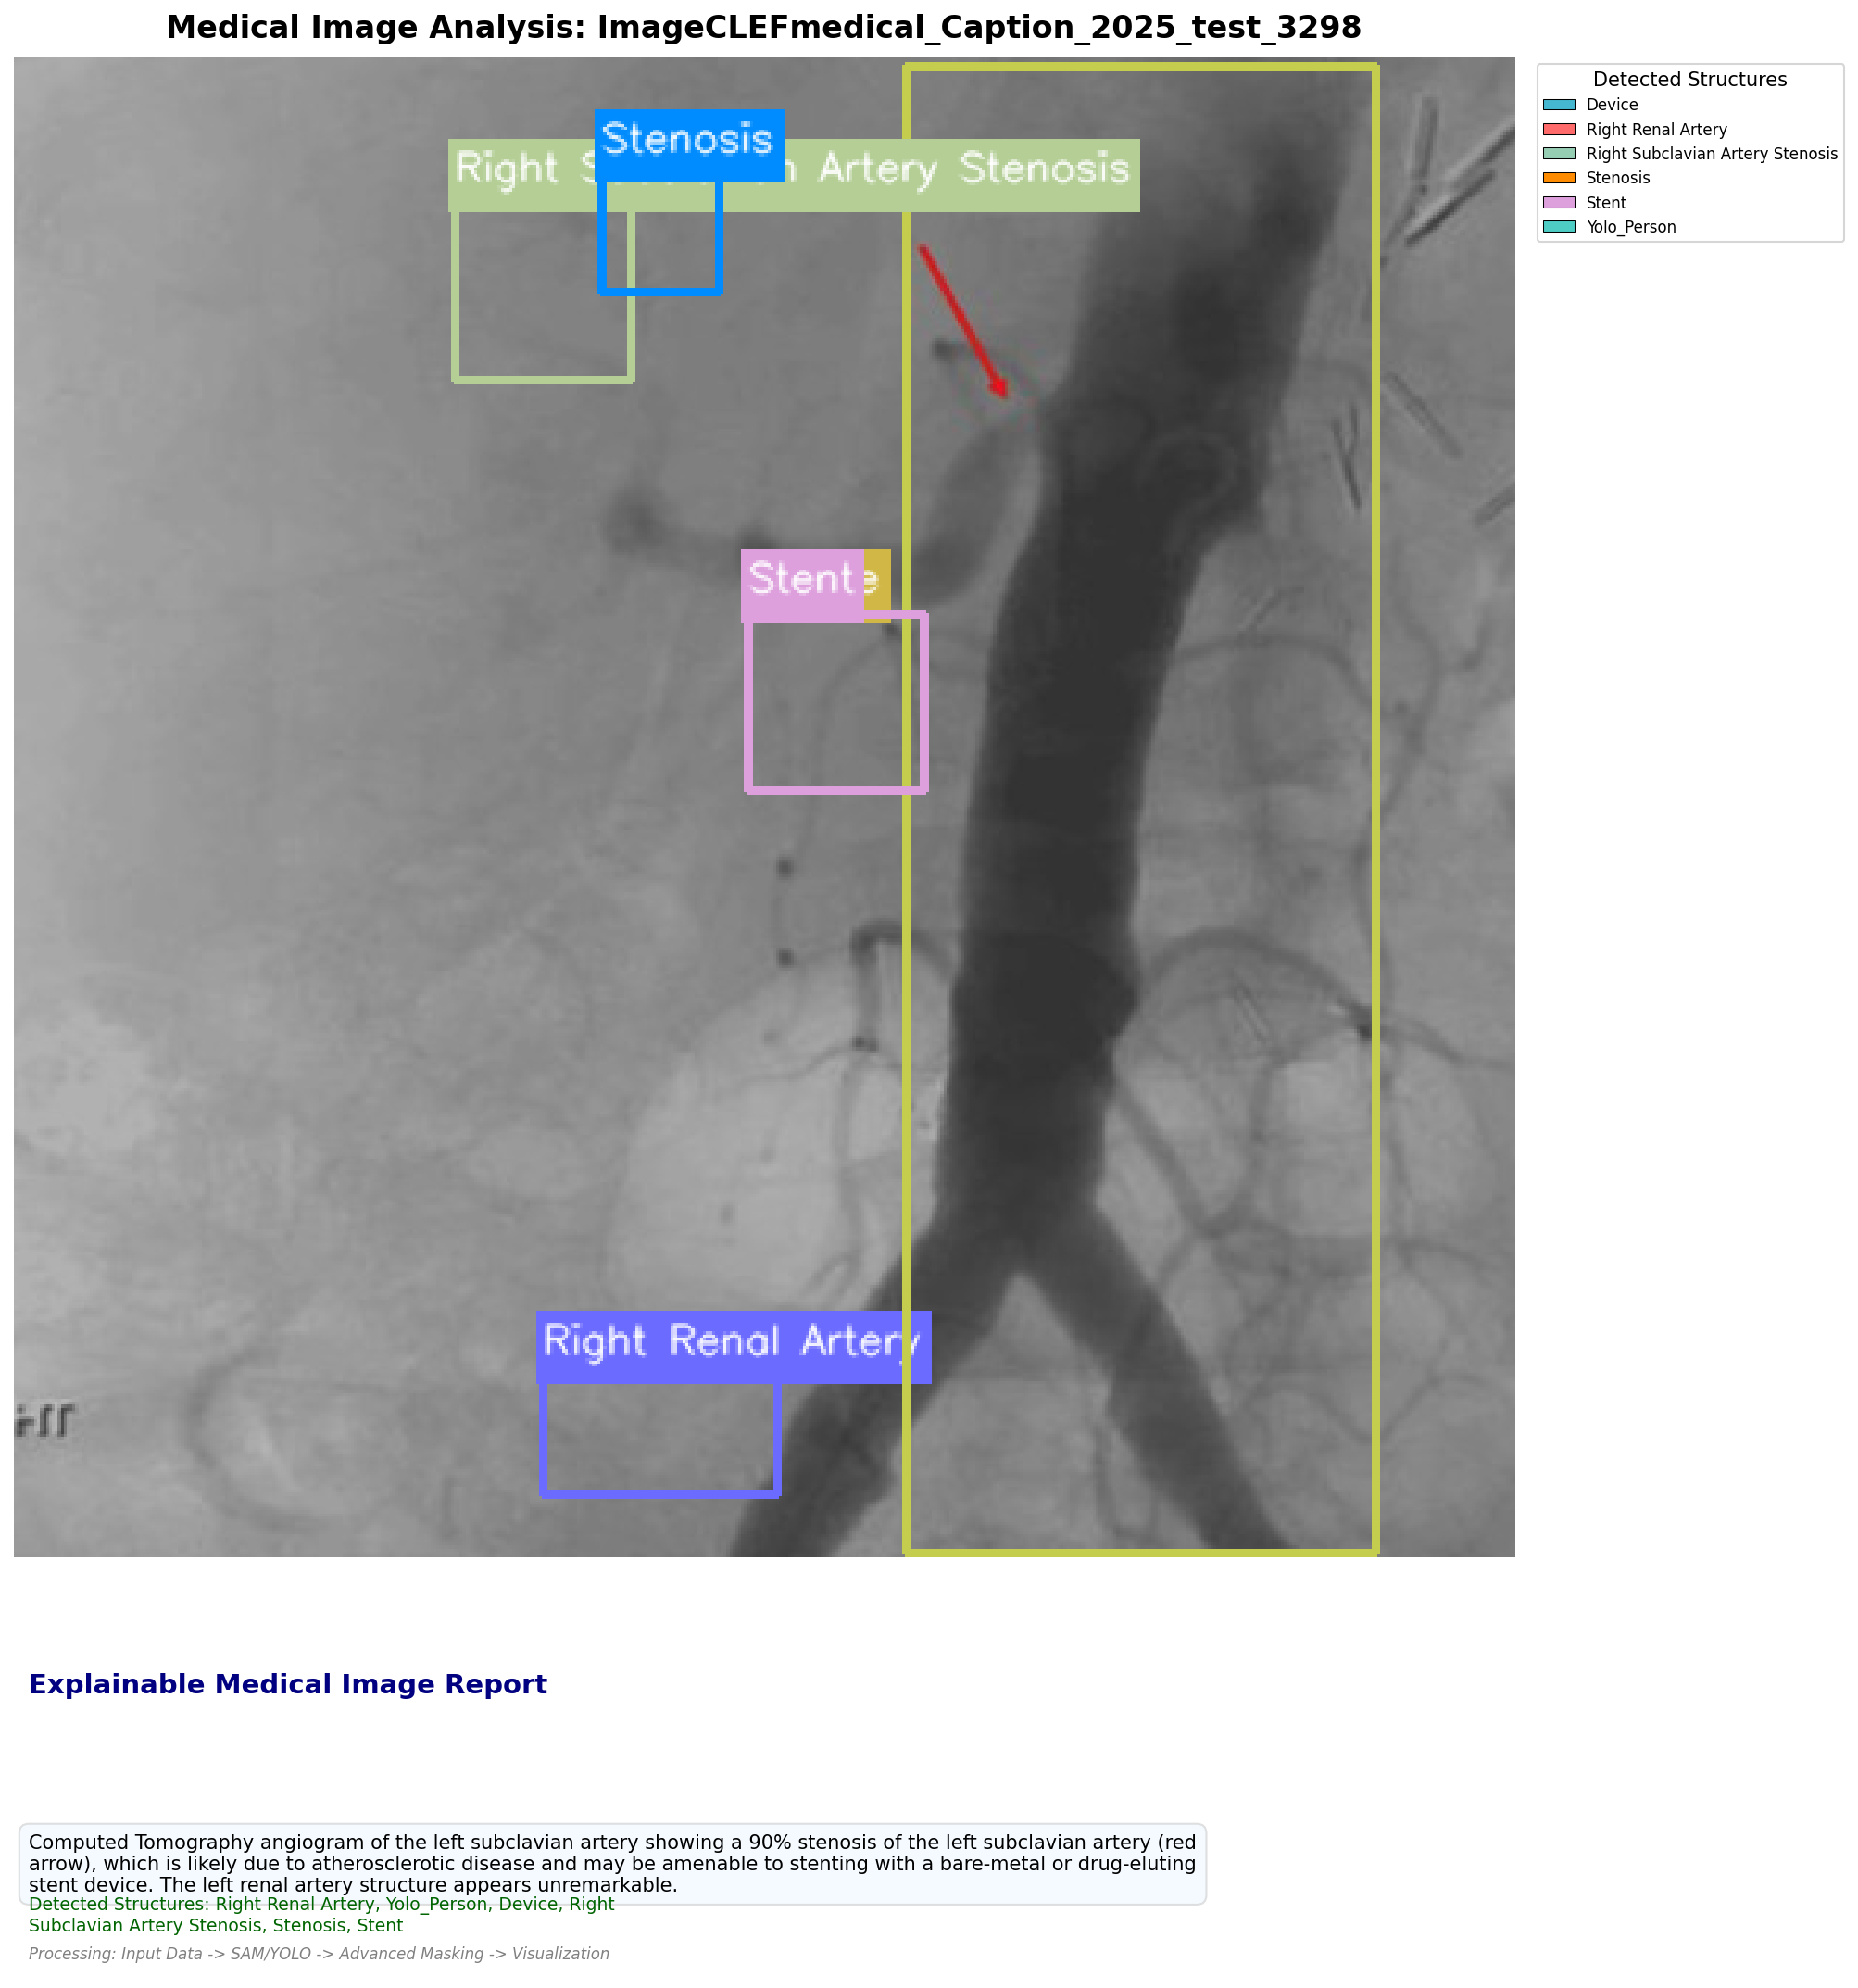 Medical Image Analysis: ImageCLEFmedical_Caption_2025_test_3298
Detected Structures
Device
Right Renal Artery
Right Subclavian Artery Stenosis
Stenosis
Stent
Yolo_Person
Stenosis
Right S n Artery Stenosis
Stent e
Right Renal Artery
Explainable Medical Image Report
Computed Tomography angiogram of the left subclavian artery showing a 90% stenosis of the left subclavian artery (red
arrow), which is likely due to atherosclerotic disease and may be amenable to stenting with a bare-metal or drug-eluting
stent device. The left renal artery structure appears unremarkable.
Detected Structures: Right Renal Artery, Yolo_Person, Device, Right
Subclavian Artery Stenosis, Stenosis, Stent
Processing: Input Data -> SAM/YOLO -> Advanced Masking -> Visualization